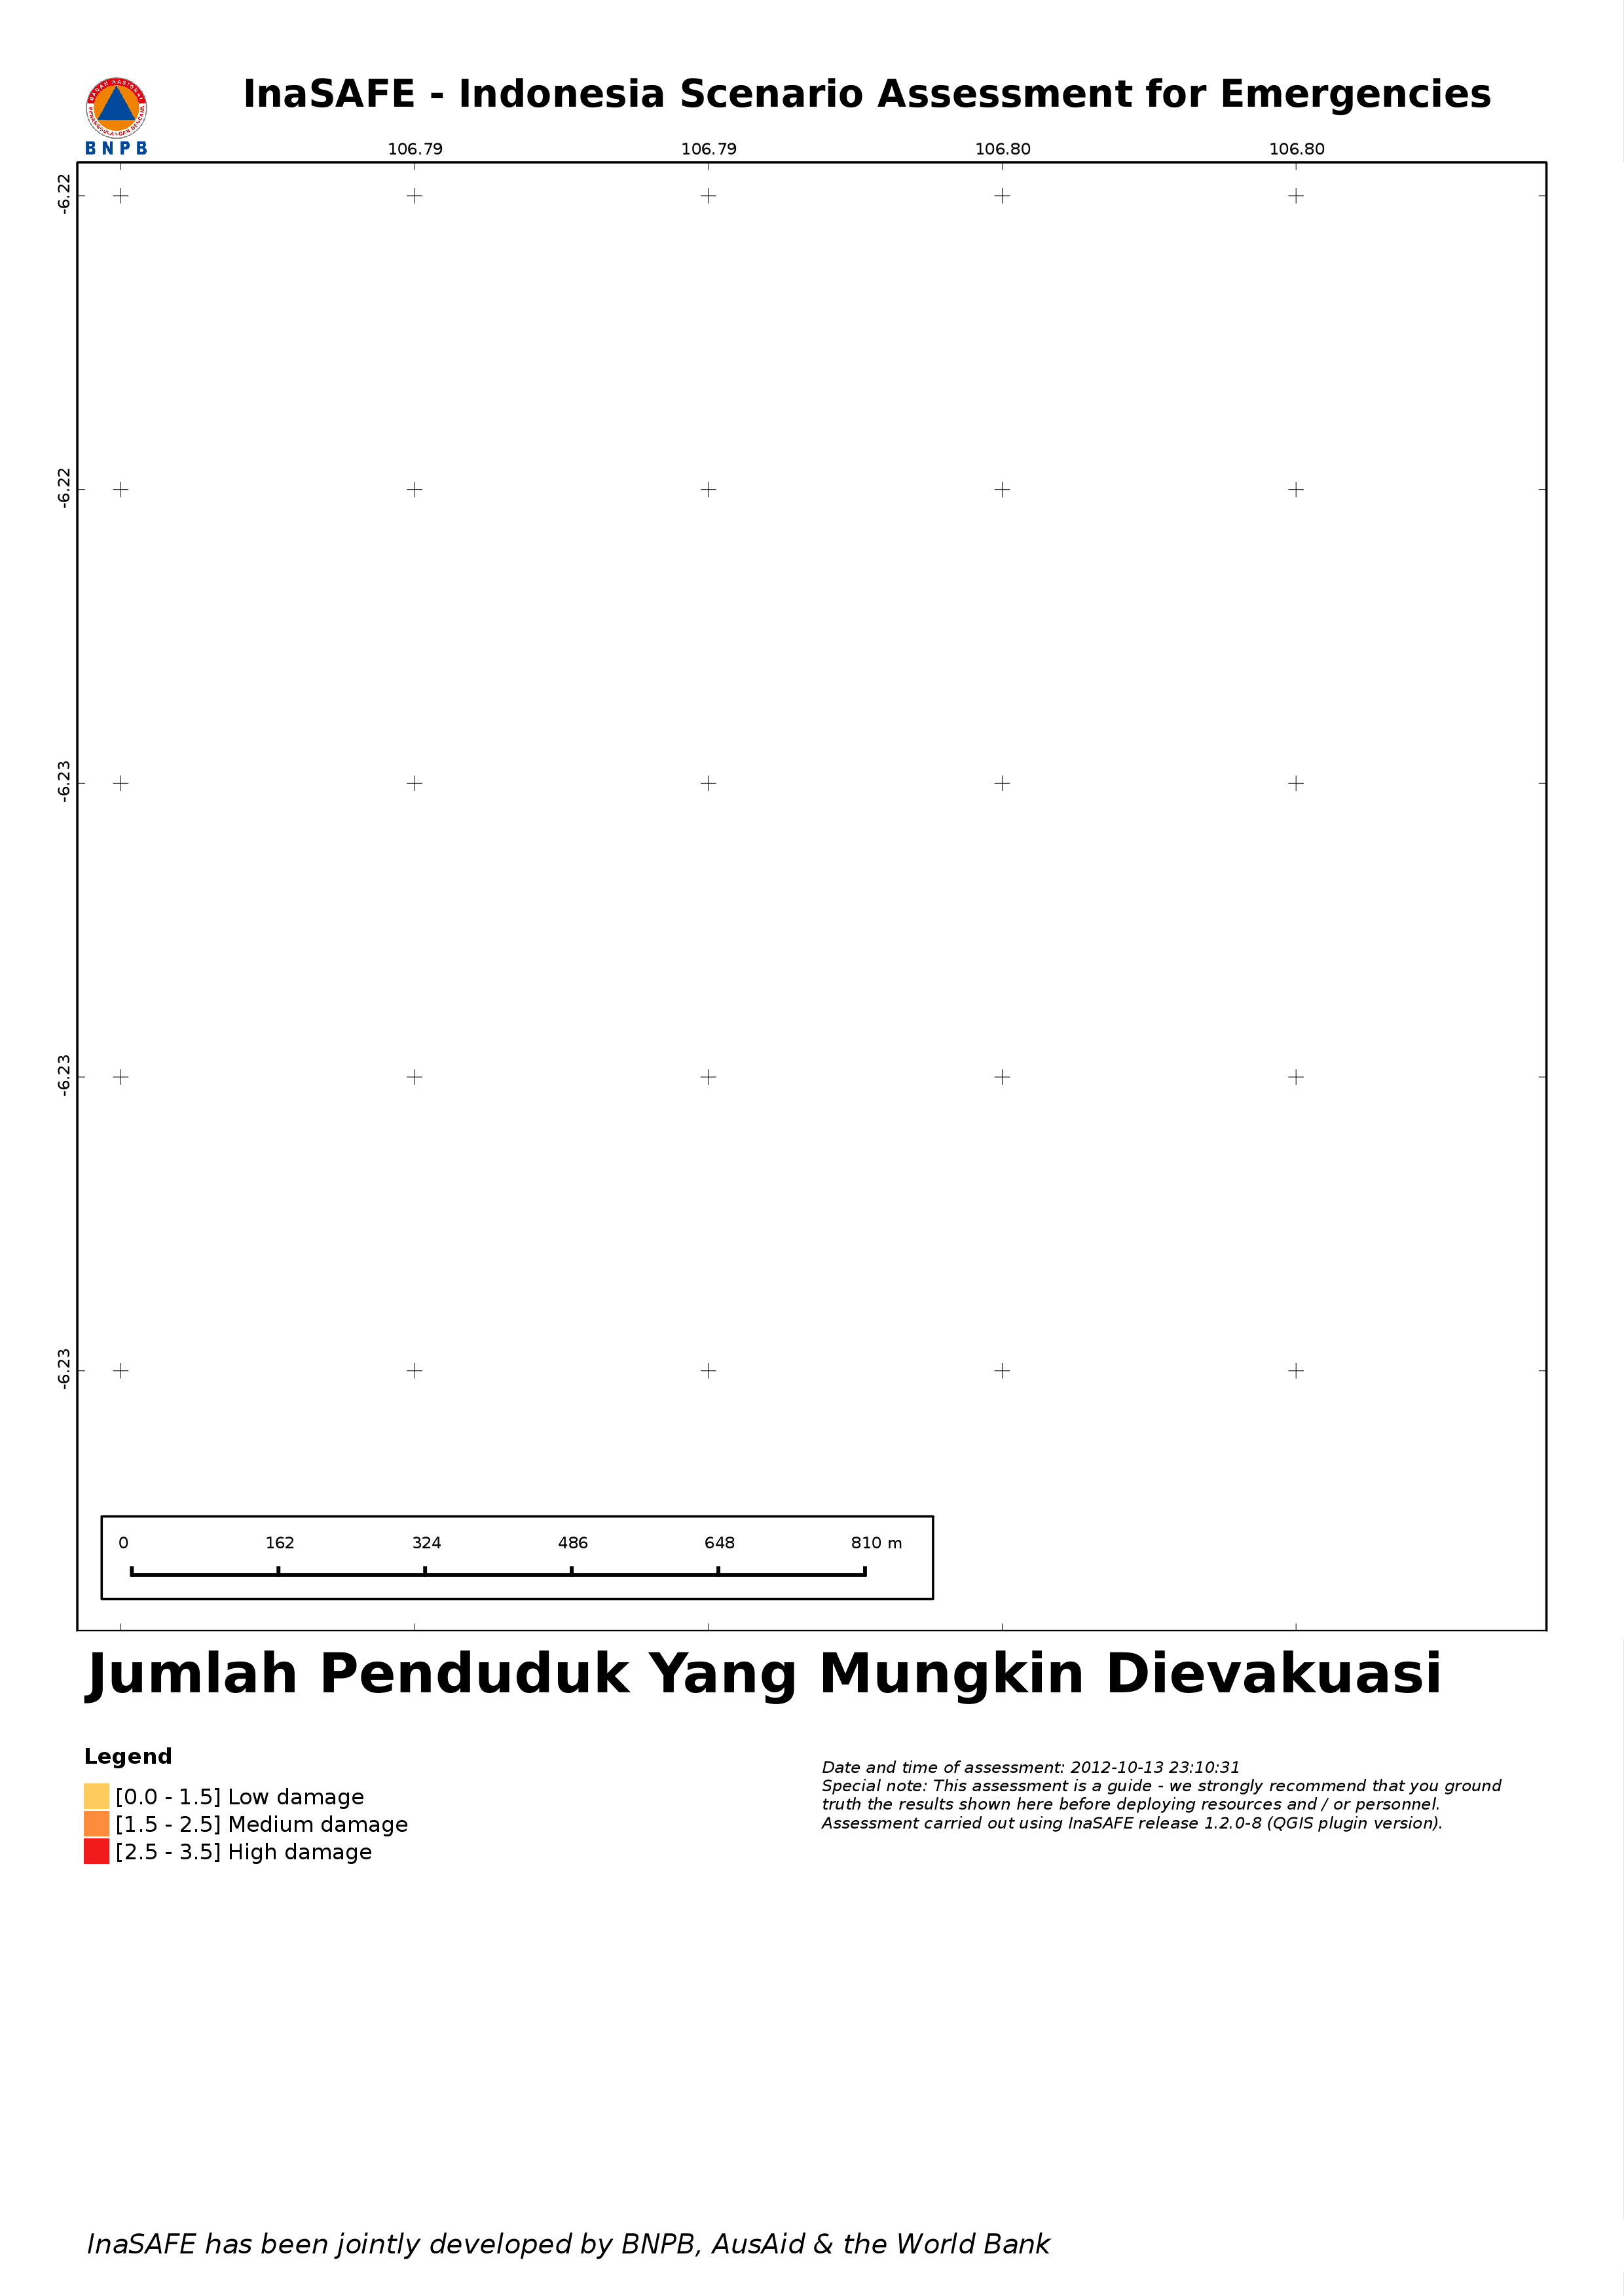 InaSAFE - Indonesia Scenario Assessment for Emergencies
BADAN NASIONAL
PENANGGULANGAN BENCANA
BNPB
106.79 106.79 106.80 106.80
-6.22
-6.22
-6.23
-6.23
-6.23
0 162 324 486 648 810 m
Jumlah Penduduk Yang Mungkin Dievakuasi
Legend
[0.0 - 1.5] Low damage
[1.5 - 2.5] Medium damage
[2.5 - 3.5] High damage
Date and time of assessment: 2012-10-13 23:10:31
Special note: This assessment is a guide - we strongly recommend that you ground
truth the results shown here before deploying resources and / or personnel.
Assessment carried out using InaSAFE release 1.2.0-8 (QGIS plugin version).
InaSAFE has been jointly developed by BNPB, AusAid & the World Bank